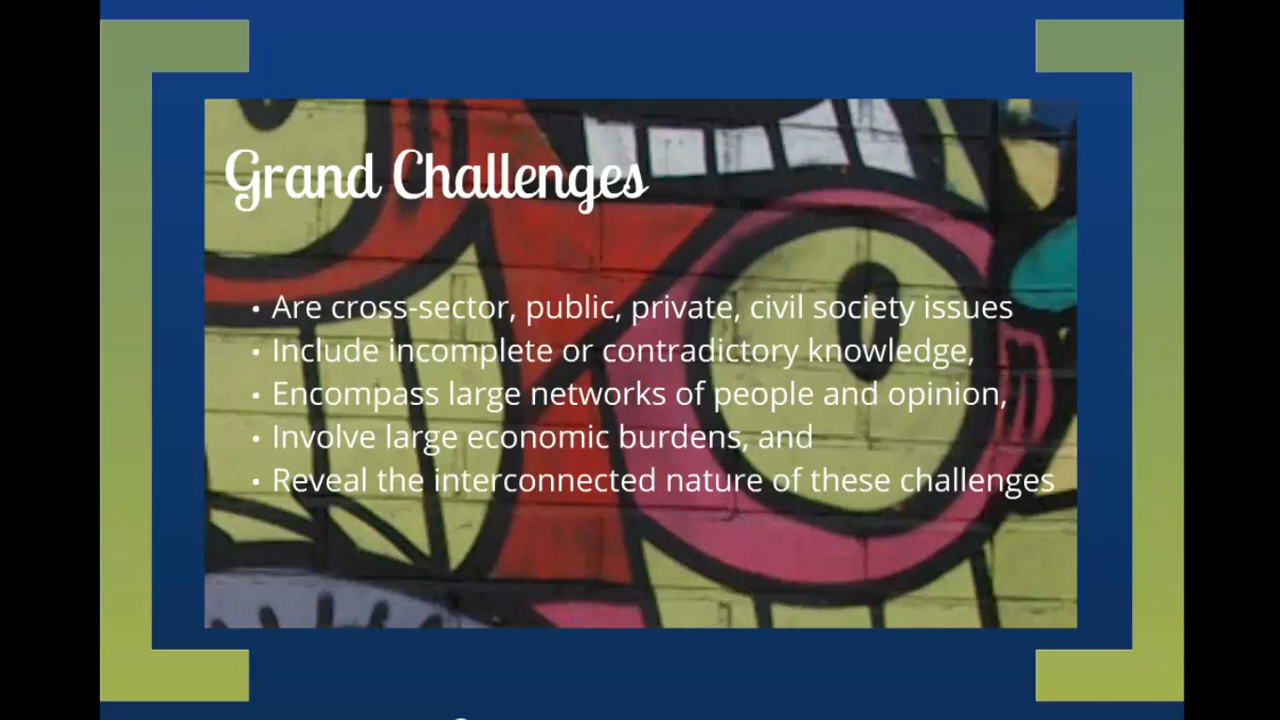 Grand Challenges
• Are cross-sector, public, private, civil society issues
• Include incomplete or contradictory knowledge,
• Encompass large networks of people and opinion,
• Involve large economic burdens, and
• Reveal the interconnected nature of these challenges